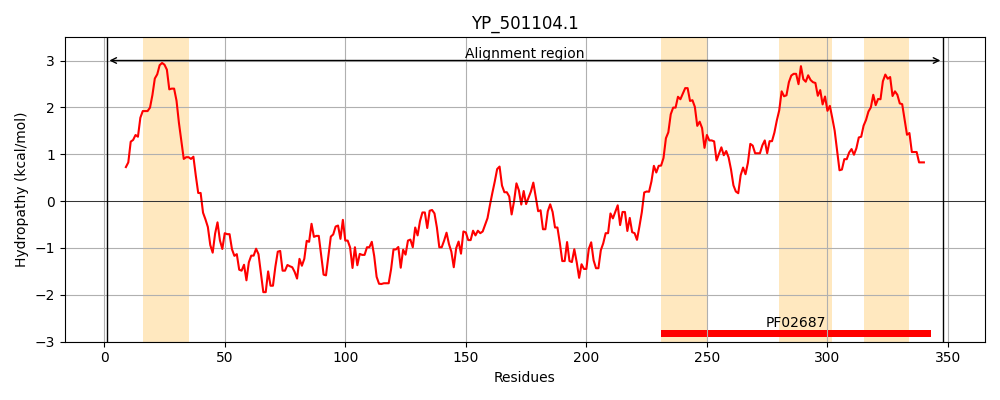 YP_501104.1
Alignment region
3
2
1
0
−1
−2
−3
Hydropathy (kcal/mol)
PF02687
0 50 100 150 200 250 300 350
Residues